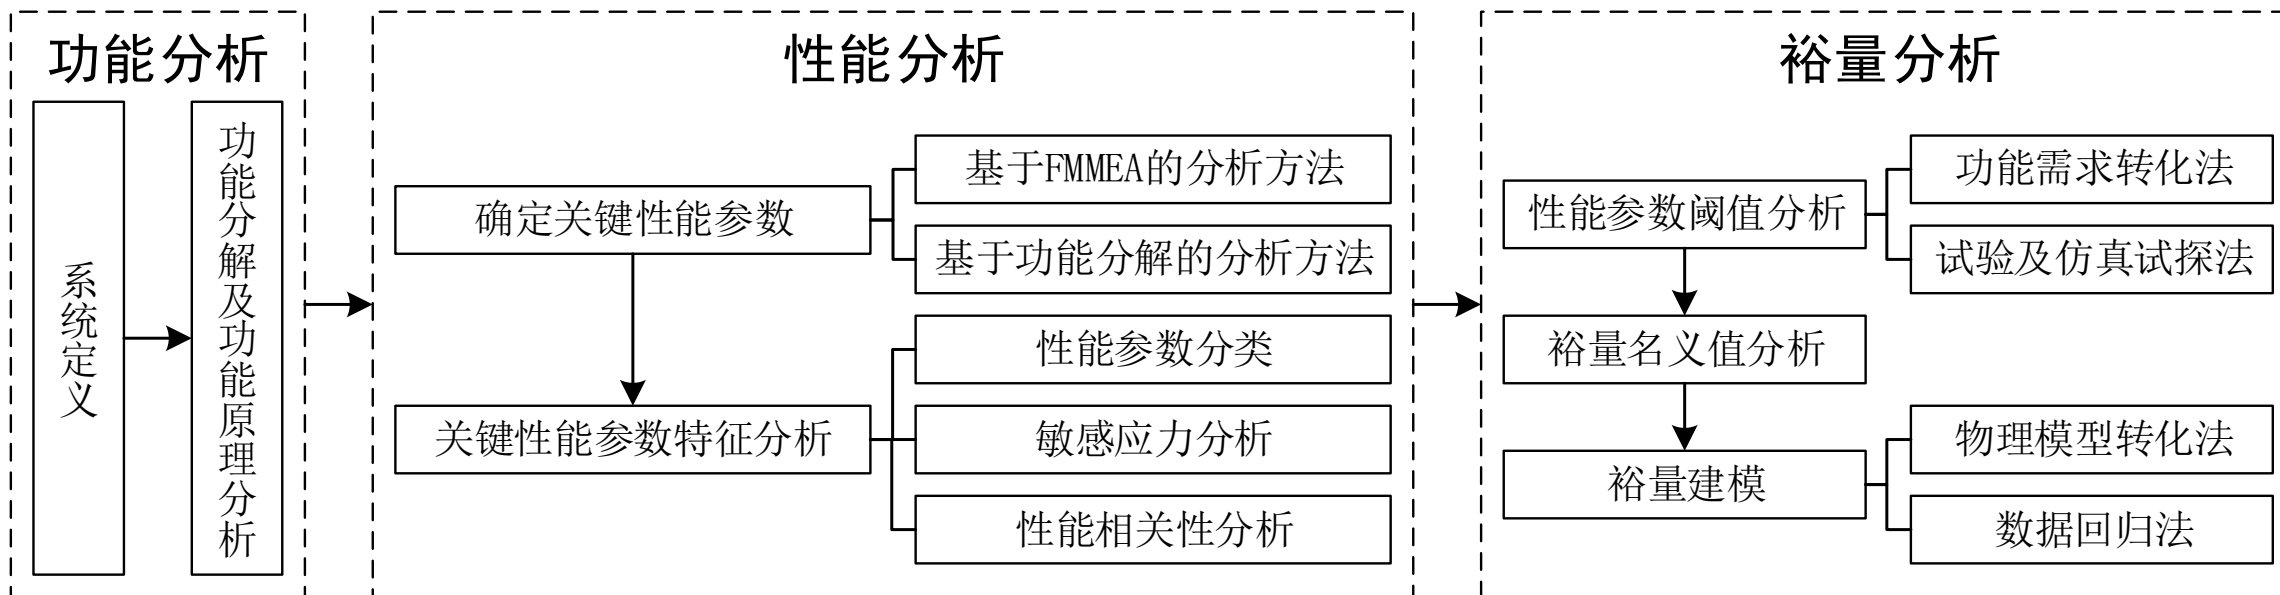 功能分析
系统定义
功能分解及功能原理分析
性能分析
确定关键性能参数
基于FMMEA的分析方法
基于功能分解的分析方法
关键性能参数特征分析
性能参数分类
敏感应力分析
性能相关性分析
裕量分析
性能参数阈值分析
功能需求转化法
试验及仿真试探法
裕量名义值分析
裕量建模
物理模型转化法
数据回归法